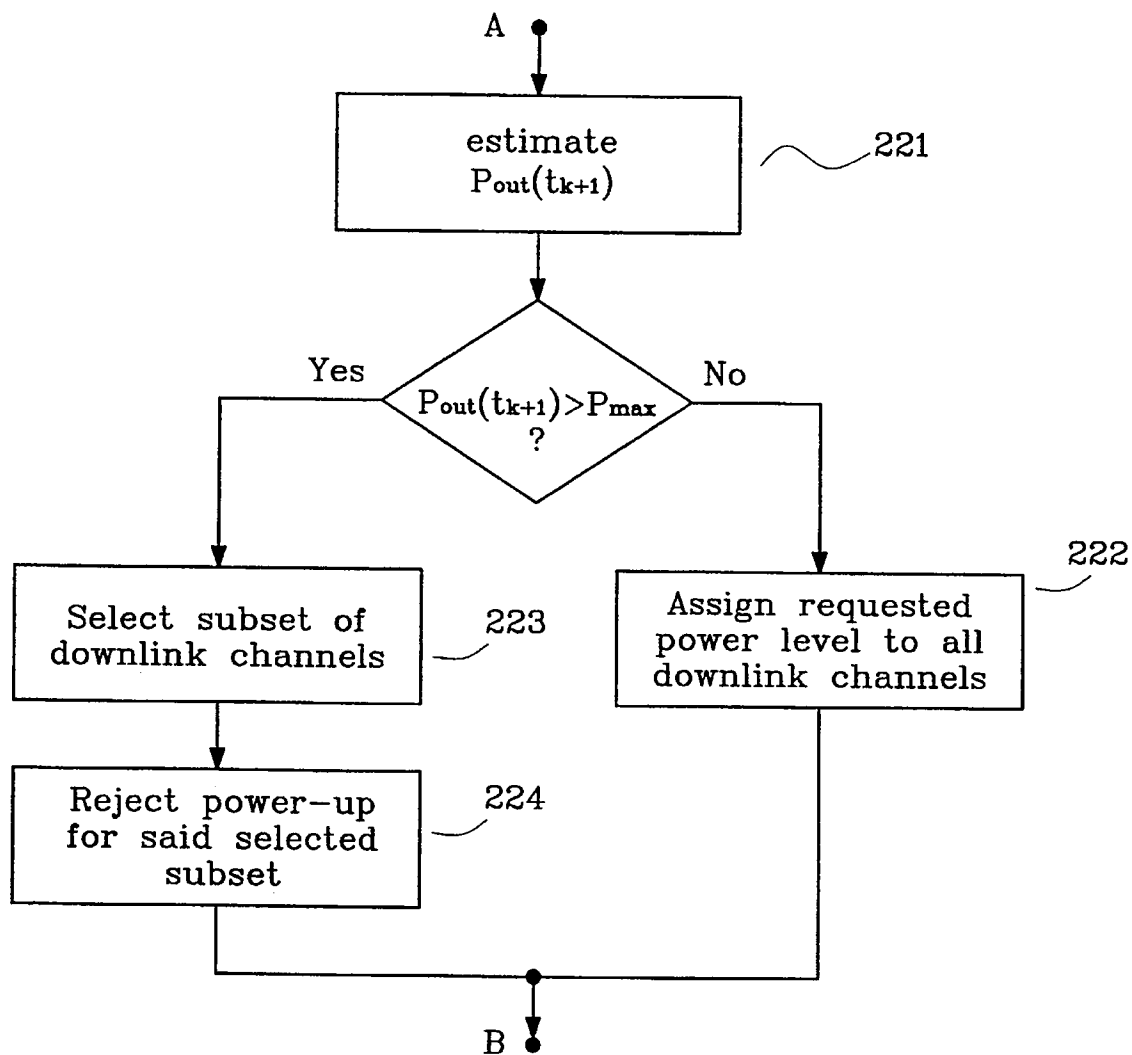 A
estimate
Pout(tk+1)
221
Yes
No
Pout(tk+1)>Pmax
?
222
Select subset of
downlink channels
223
Assign requested
power level to all
downlink channels
Reject power-up
for said selected
subset
224
B